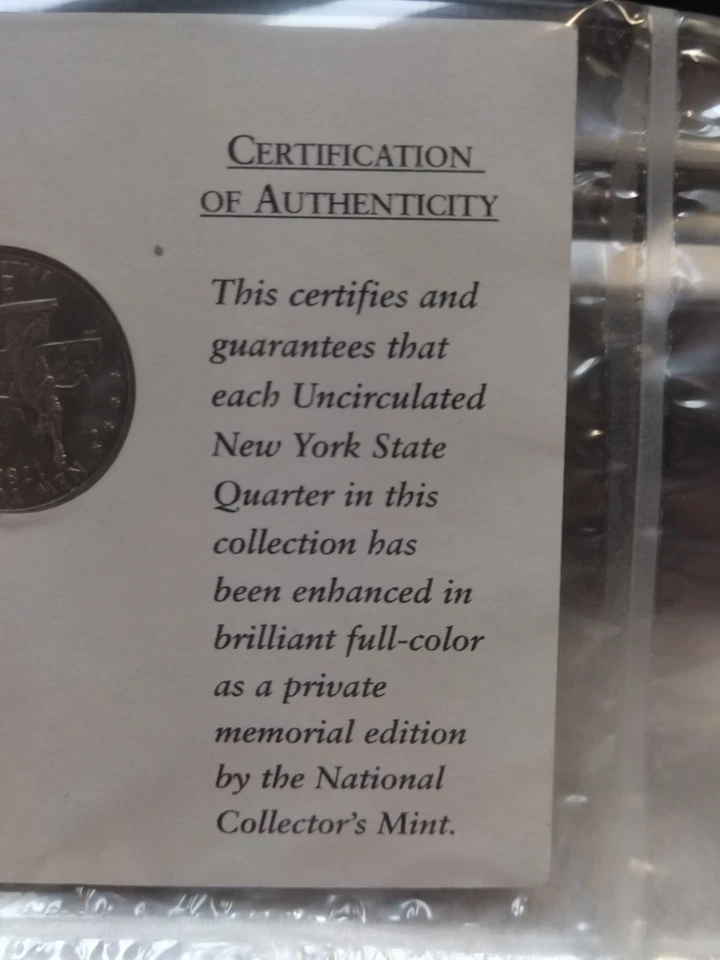 CERTIFICATION
OF AUTHENTICITY
This certifies and
guarantees that
each Uncirculated
New York State
Quarter in this
collection has
been enhanced in
brilliant full-color
as a private
memorial edition
by the National
Collector's Mint.